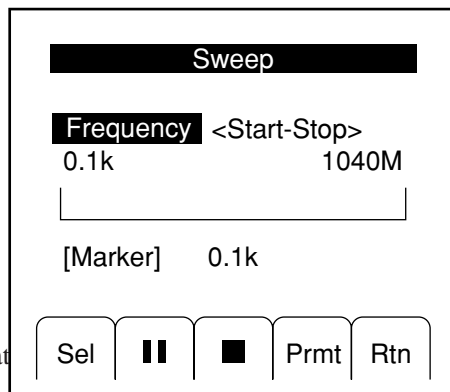 Sweep
Frequency <Start-Stop>
0.1k 1040M
[Marker] 0.1k
Sel Prmt Rtn